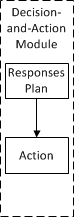 Decision-
and-Action
Module
Responses
Plan
Action